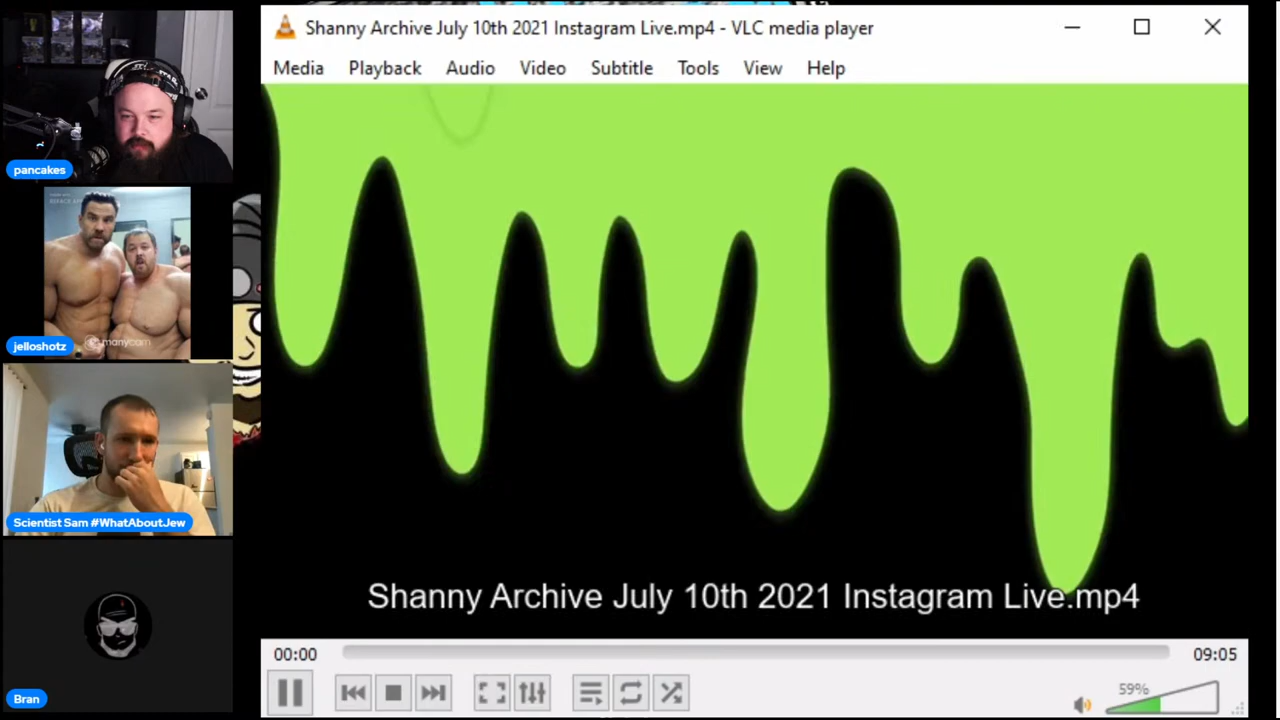 Shanny Archive July 10th 2021 Instagram Live.mp4 - VLC media player
Media Playback Audio Video Subtitle Tools View Help
pancakes
jelloshotz
manycam
Scientist Sam #WhatAboutJew
Bran
Shanny Archive July 10th 2021 Instagram Live.mp4
00:00
09:05
59%